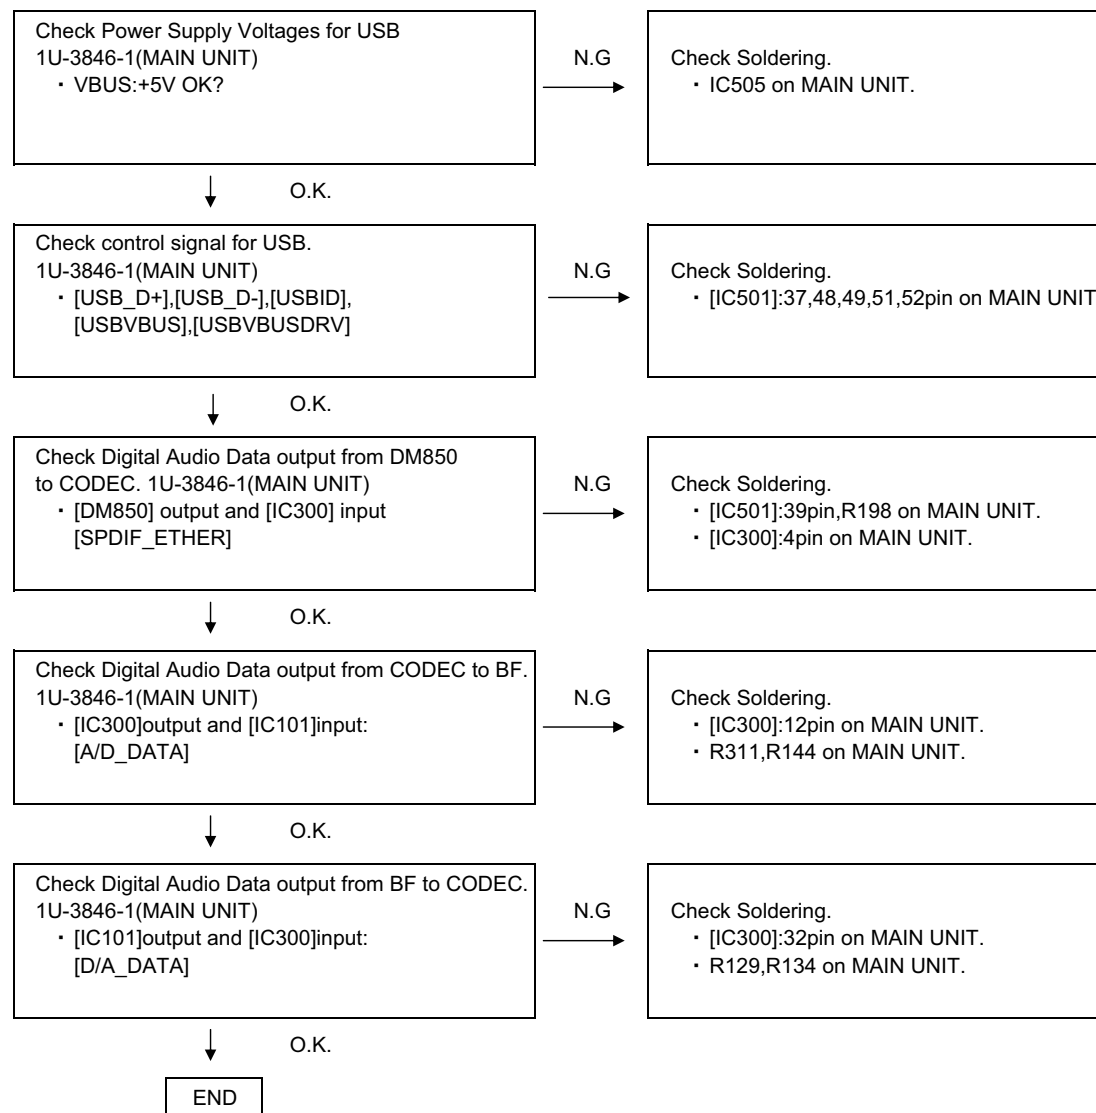 Check Power Supply Voltages for USB
1U-3846-1(MAIN UNIT)
・VBUS:+5V OK?
N.G
Check Soldering.
・IC505 on MAIN UNIT.
O.K.
Check control signal for USB.
1U-3846-1(MAIN UNIT)
・[USB_D+],[USB_D-],[USBID],
[USBVBUS],[USBVBUSDRV]
N.G
Check Soldering.
・[IC501]:37,48,49,51,52pin on MAIN UNIT
O.K.
Check Digital Audio Data output from DM850
to CODEC. 1U-3846-1(MAIN UNIT)
・[DM850] output and [IC300] input
[SPDIF_ETHER]
N.G
Check Soldering.
・[IC501]:39pin,R198 on MAIN UNIT.
・[IC300]:4pin on MAIN UNIT.
O.K.
Check Digital Audio Data output from CODEC to BF.
1U-3846-1(MAIN UNIT)
・[IC300]output and [IC101]input:
[A/D_DATA]
N.G
Check Soldering.
・[IC300]:12pin on MAIN UNIT.
・R311,R144 on MAIN UNIT.
O.K.
Check Digital Audio Data output from BF to CODEC.
1U-3846-1(MAIN UNIT)
・[IC101]output and [IC300]input:
[D/A_DATA]
N.G
Check Soldering.
・[IC300]:32pin on MAIN UNIT.
・R129,R134 on MAIN UNIT.
O.K.
END